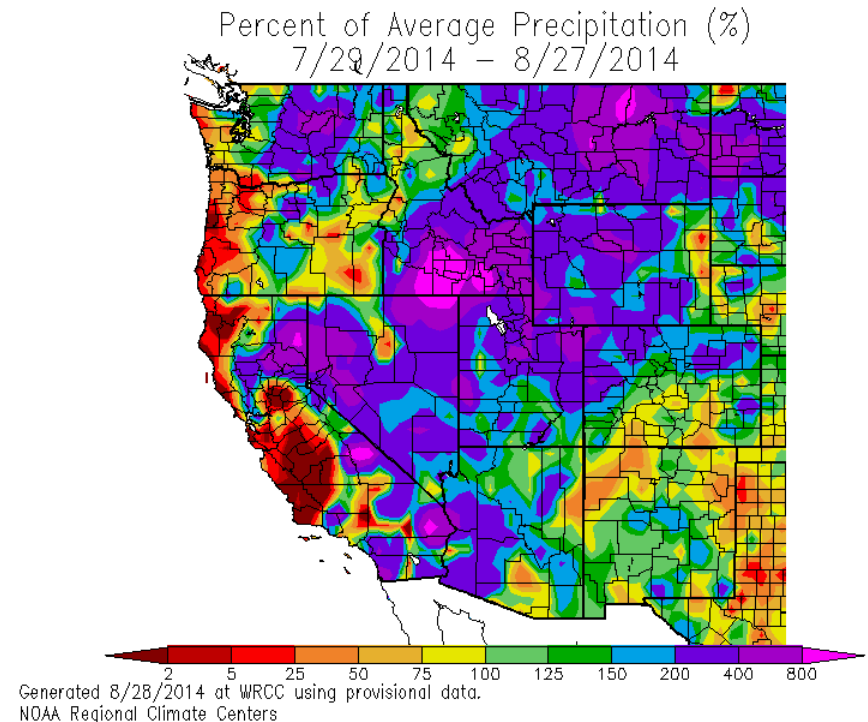 Percent of Average Precipitation (%)
7/29/2014 – 8/27/2014
2 5 25 50 75 100 125 150 200 400 800
Generated 8/28/2014 at WRCC using provisional data.
NOAA Regional Climate Centers